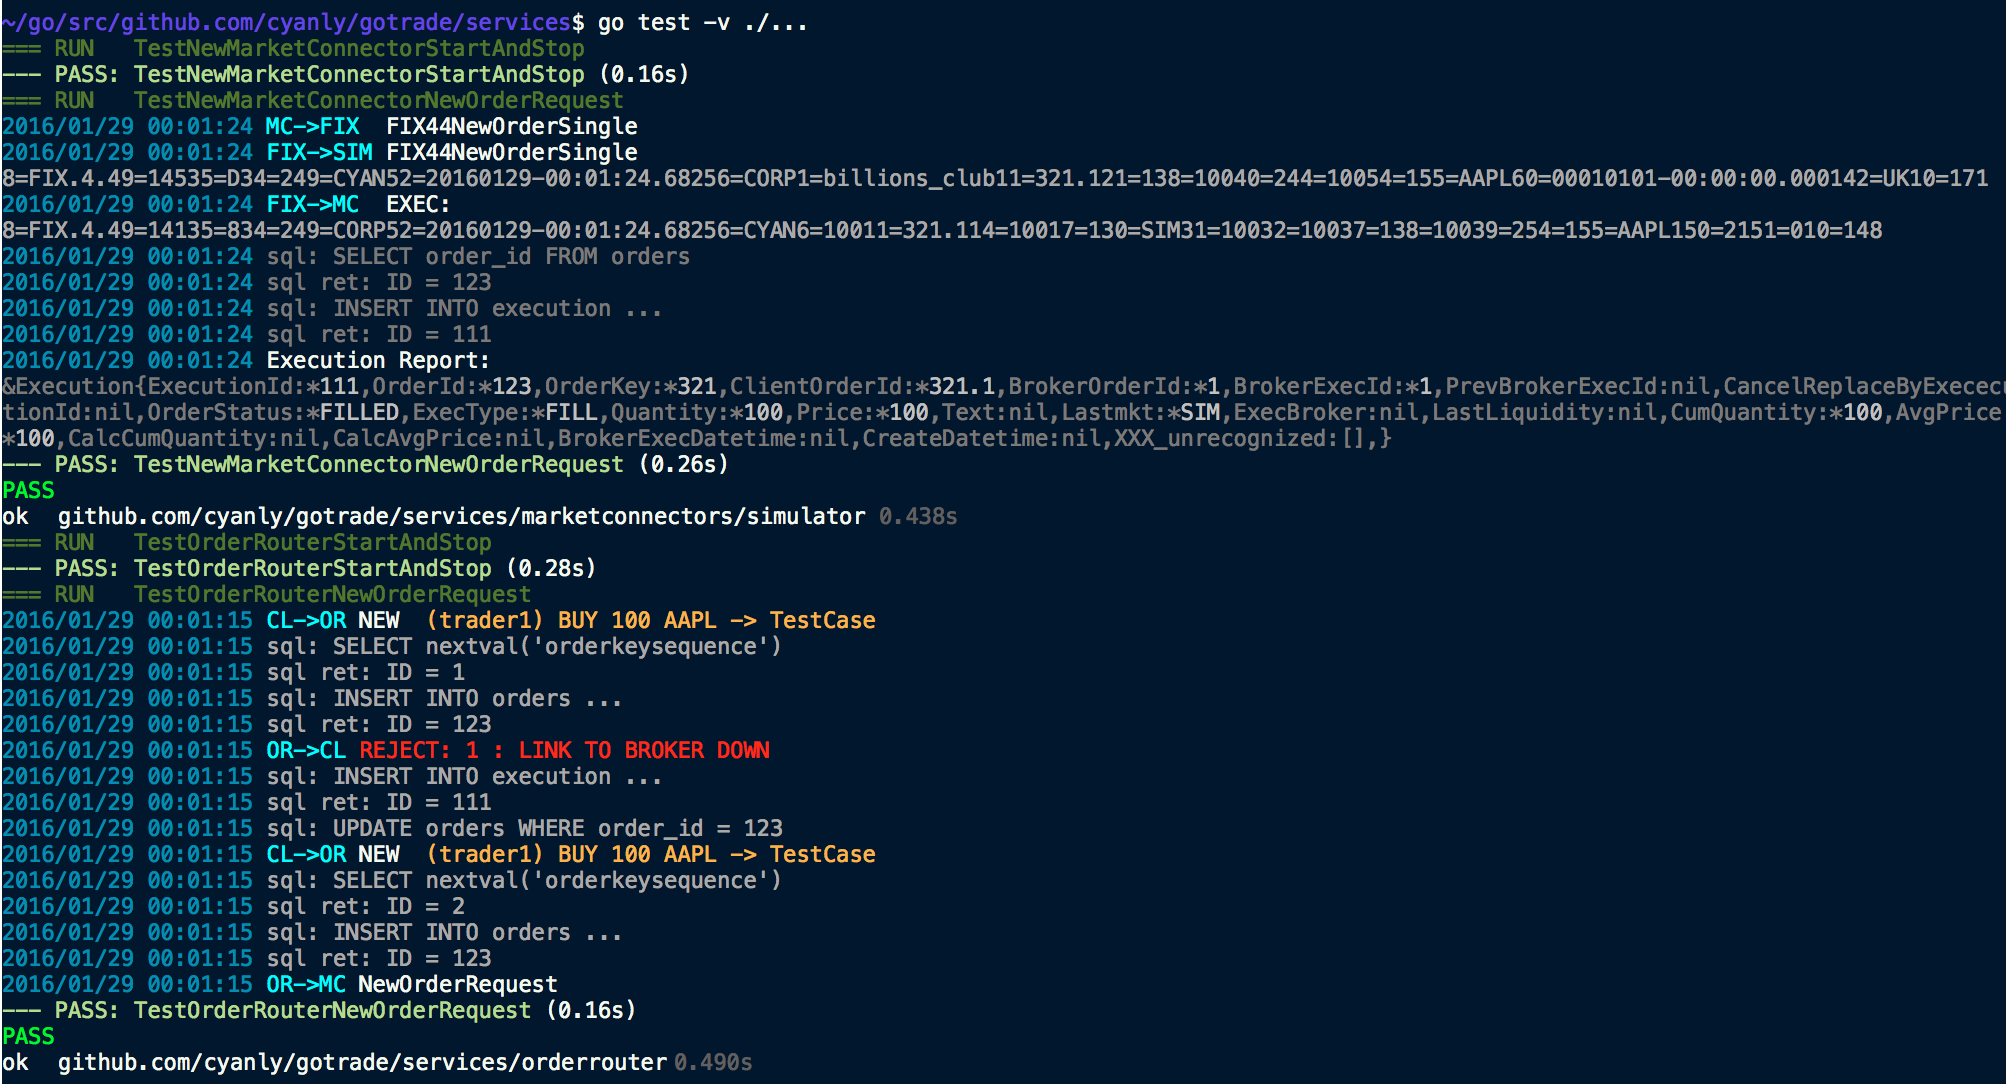 ~/go/src/github.com/cyanly/gotrade/services$ go test -v ./...
=== RUN   TestNewMarketConnectorStartAndStop
--- PASS: TestNewMarketConnectorStartAndStop (0.16s)
=== RUN   TestNewMarketConnectorNewOrderRequest
2016/01/29 00:01:24 MC->FIX  FIX44NewOrderSingle
2016/01/29 00:01:24 FIX->SIM FIX44NewOrderSingle
8=FIX.4.49=14535=D34=249=CYAN52=20160129-00:01:24.68256=CORP1=billions_club11=321.121=138=10040=244=10054=155=AAPL60=00010101-00:00:00.000142=UK10=171
2016/01/29 00:01:24 FIX->MC  EXEC:
8=FIX.4.49=14135=834=249=CORP52=20160129-00:01:24.68256=CYAN6=10011=321.114=10017=130=SIM31=10032=10037=138=10039=254=155=AAPL150=2151=010=148
2016/01/29 00:01:24 sql: SELECT order_id FROM orders
2016/01/29 00:01:24 sql ret: ID = 123
2016/01/29 00:01:24 sql: INSERT INTO execution ...
2016/01/29 00:01:24 sql ret: ID = 111
2016/01/29 00:01:24 Execution Report:
&Execution{ExecutionId:*111,OrderId:*123,OrderKey:*321,ClientOrderId:*321.1,BrokerOrderId:*1,BrokerExecId:*1,PrevBrokerExecId:nil,CancelReplaceByExececu
tionId:nil,OrderStatus:*FILLED,ExecType:*FILL,Quantity:*100,Price:*100,Text:nil,Lastmkt:*SIM,ExecBroker:nil,LastLiquidity:nil,CumQuantity:*100,AvgPrice
*100,CalcCumQuantity:nil,CalcAvgPrice:nil,BrokerExecDatetime:nil,CreateDatetime:nil,XXX_unrecognized:[],}
--- PASS: TestNewMarketConnectorNewOrderRequest (0.26s)
PASS
ok  github.com/cyanly/gotrade/services/marketconnectors/simulator 0.438s
=== RUN   TestOrderRouterStartAndStop
--- PASS: TestOrderRouterStartAndStop (0.28s)
=== RUN   TestOrderRouterNewOrderRequest
2016/01/29 00:01:15 CL->OR NEW  (trader1) BUY 100 AAPL -> TestCase
2016/01/29 00:01:15 sql: SELECT nextval('orderkeysequence')
2016/01/29 00:01:15 sql ret: ID = 1
2016/01/29 00:01:15 sql: INSERT INTO orders ...
2016/01/29 00:01:15 sql ret: ID = 123
2016/01/29 00:01:15 OR->CL REJECT: 1 : LINK TO BROKER DOWN
2016/01/29 00:01:15 sql: INSERT INTO execution ...
2016/01/29 00:01:15 sql ret: ID = 111
2016/01/29 00:01:15 sql: UPDATE orders WHERE order_id = 123
2016/01/29 00:01:15 CL->OR NEW  (trader1) BUY 100 AAPL -> TestCase
2016/01/29 00:01:15 sql: SELECT nextval('orderkeysequence')
2016/01/29 00:01:15 sql ret: ID = 2
2016/01/29 00:01:15 sql: INSERT INTO orders ...
2016/01/29 00:01:15 sql ret: ID = 123
2016/01/29 00:01:15 OR->MC NewOrderRequest
--- PASS: TestOrderRouterNewOrderRequest (0.16s)
PASS
ok  github.com/cyanly/gotrade/services/orderrouter 0.490s